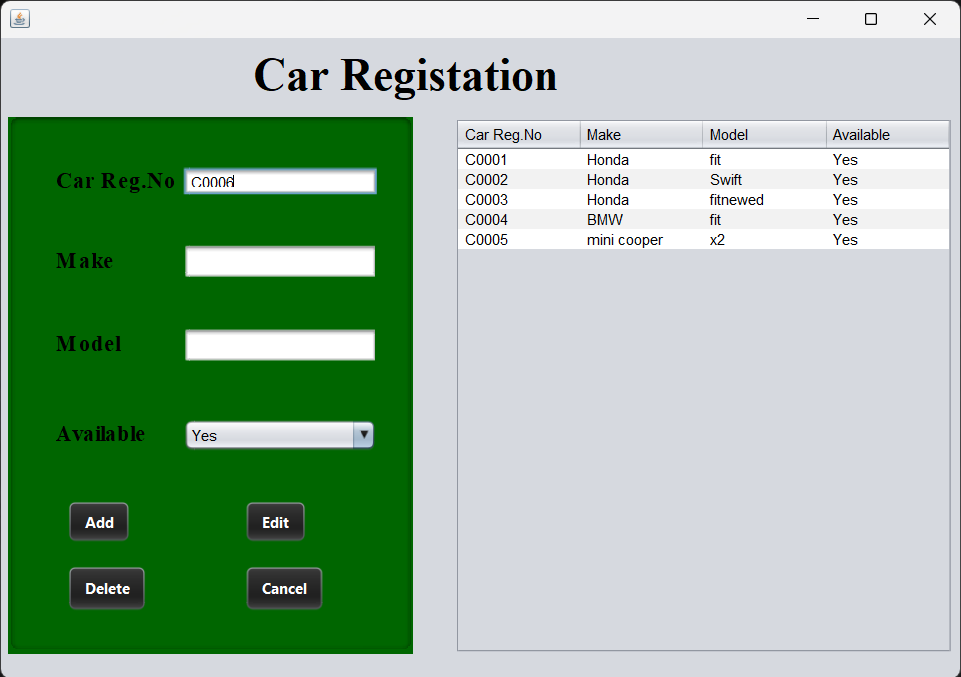 Car Registation
Car Reg.No C0006
Make
Model
Available Yes
Add Edit
Delete Cancel
Car Reg.No Make Model Available
C0001 Honda fit Yes
C0002 Honda Swift Yes
C0003 Honda fitnewed Yes
C0004 BMW fit Yes
C0005 mini cooper x2 Yes